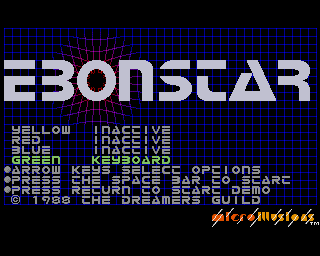 EBONSTAR
YELLOW INACTIVE
RED INACTIVE
BLUE INACTIVE
GREEN KEYBOARD
ARROW KEYS SELECT OPTIONS
PRESS THE SPACE BAR TO START
PRESS RETURN TO START DEMO
© 1988 THE DREAMERS GUILD
microIllusions™